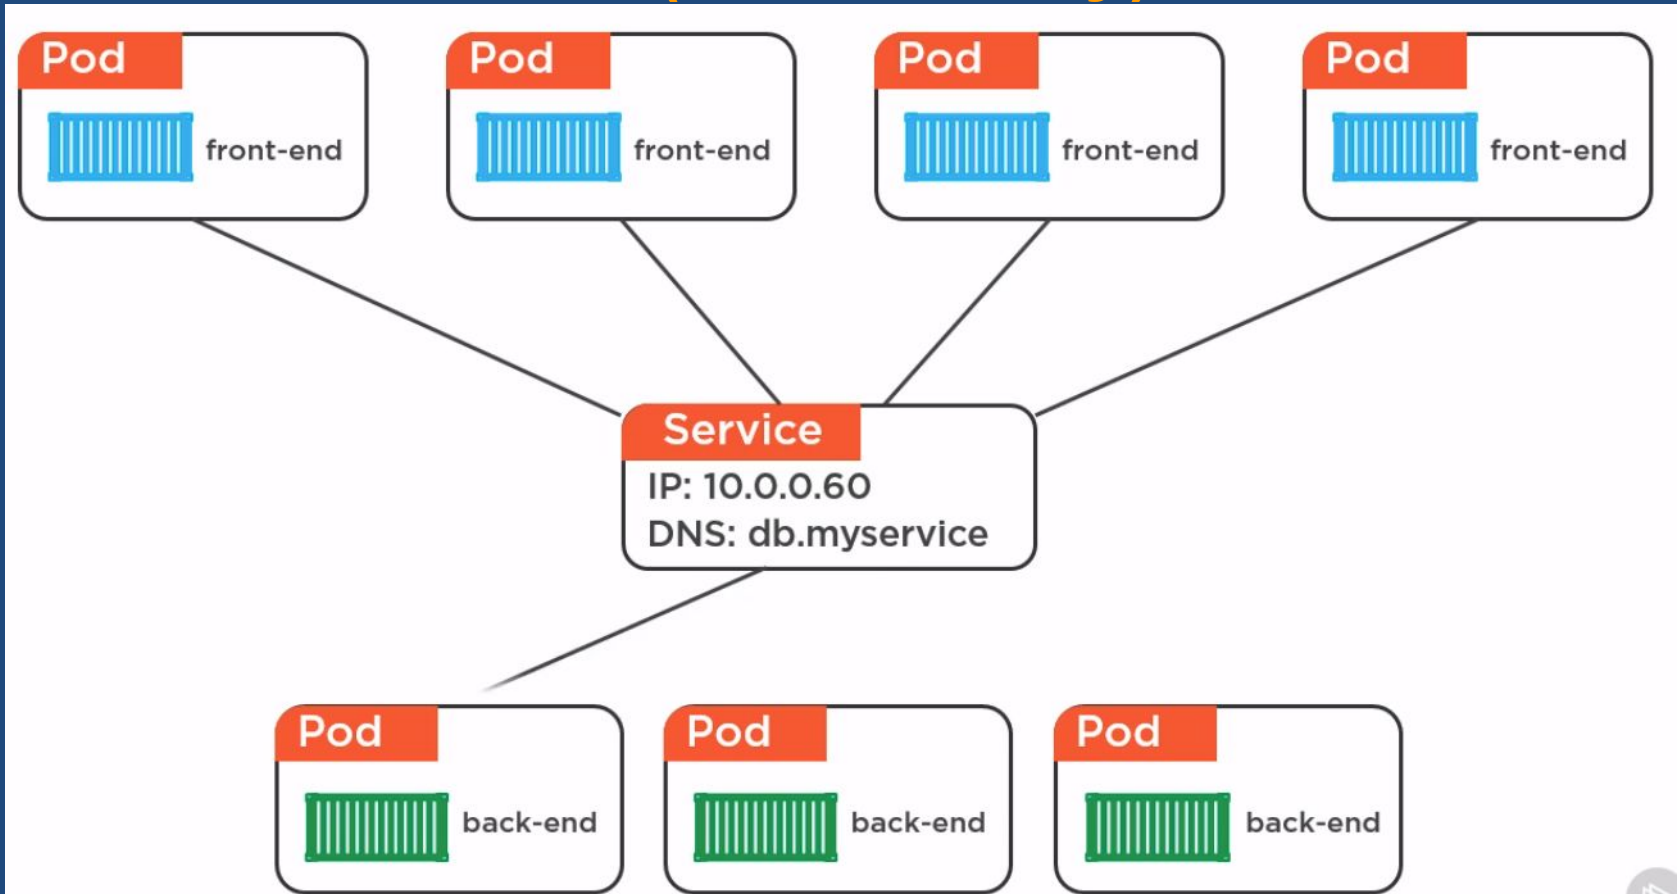 Pod
front-end
Pod
front-end
Pod
front-end
Pod
front-end
Service
IP: 10.0.0.60
DNS: db.myservice
Pod
back-end
Pod
back-end
Pod
back-end